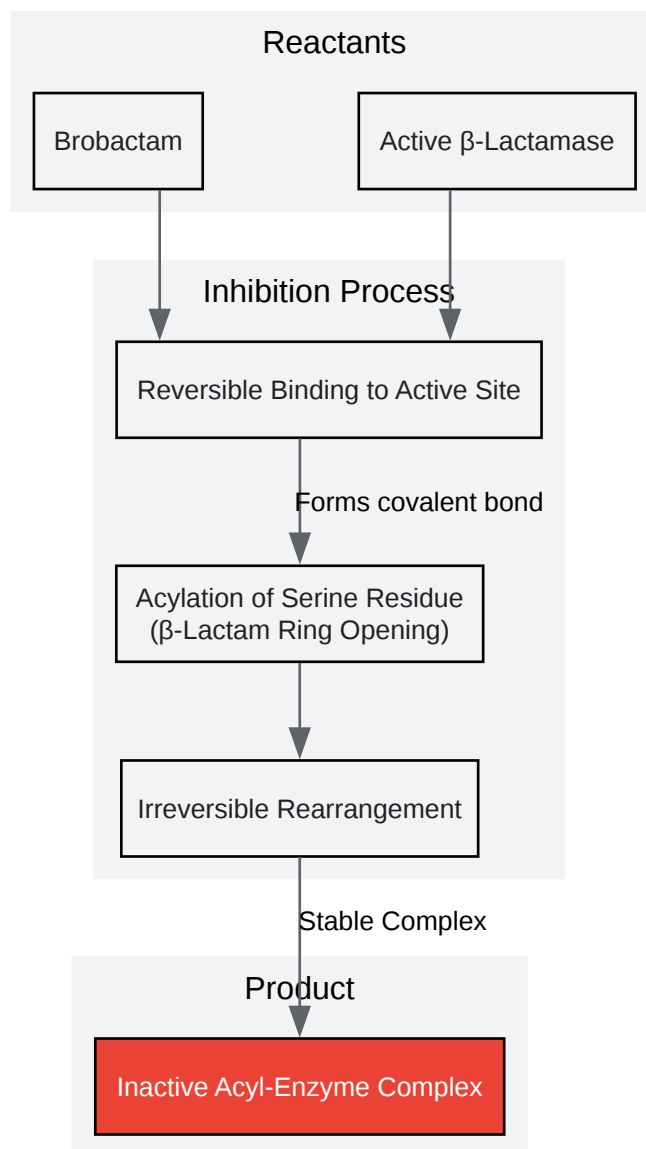 Reactants
Brobactam
Active β-Lactamase
Inhibition Process
Reversible Binding to Active Site
Forms covalent bond
Acylation of Serine Residue
(β-Lactam Ring Opening)
Irreversible Rearrangement
Stable Complex
Product
Inactive Acyl-Enzyme Complex